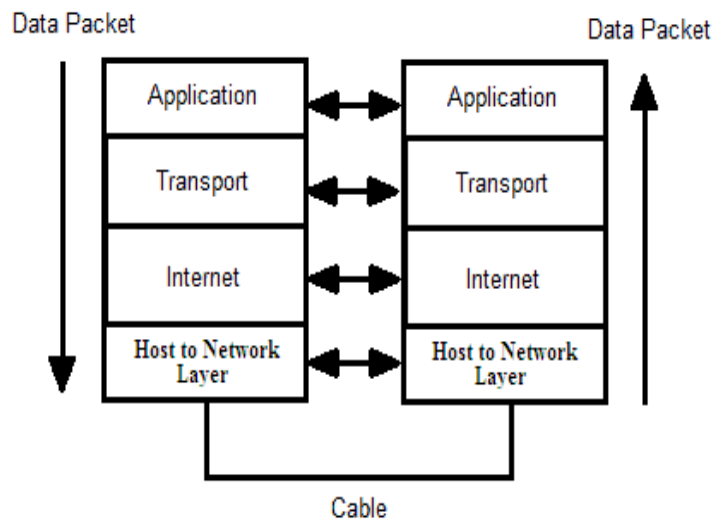 Data Packet
Data Packet
Application
Application
Transport
Transport
Internet
Internet
Host to Network
Layer
Host to Network
Layer
Cable